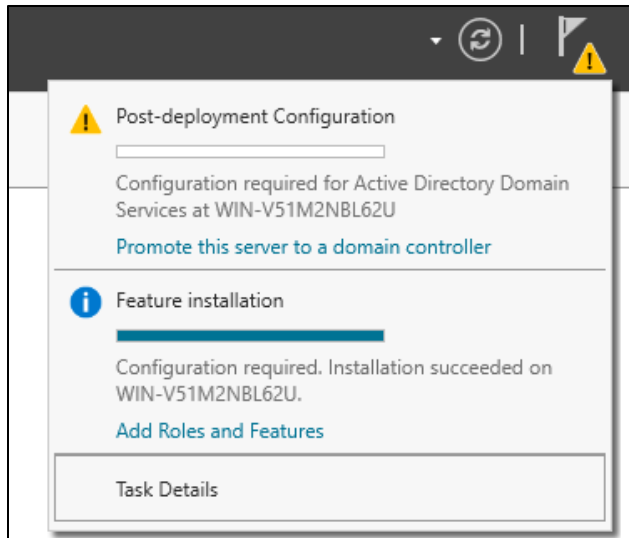 Post-deployment Configuration
Configuration required for Active Directory Domain
Services at WIN-V51M2NBL62U
Promote this server to a domain controller
Feature installation
Configuration required. Installation succeeded on
WIN-V51M2NBL62U.
Add Roles and Features
Task Details